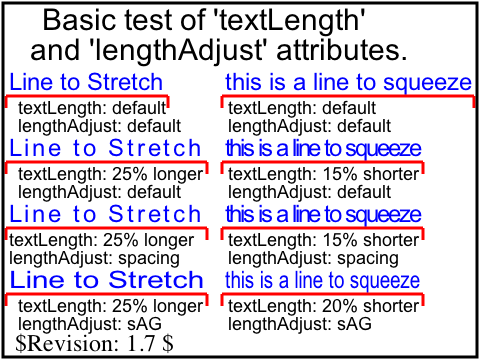 Basic test of 'textLength'
and 'lengthAdjust' attributes.
Line to Stretch
textLength: default
lengthAdjust: default
this is a line to squeeze
textLength: default
lengthAdjust: default
Line to Stretch
textLength: 25% longer
lengthAdjust: default
this is a line to squeeze
textLength: 15% shorter
lengthAdjust: default
Line to Stretch
textLength: 25% longer
lengthAdjust: spacing
this is a line to squeeze
textLength: 15% shorter
lengthAdjust: spacing
Line to Stretch
textLength: 25% longer
lengthAdjust: sAG
this is a line to squeeze
textLength: 20% shorter
lengthAdjust: sAG
$Revision: 1.7 $